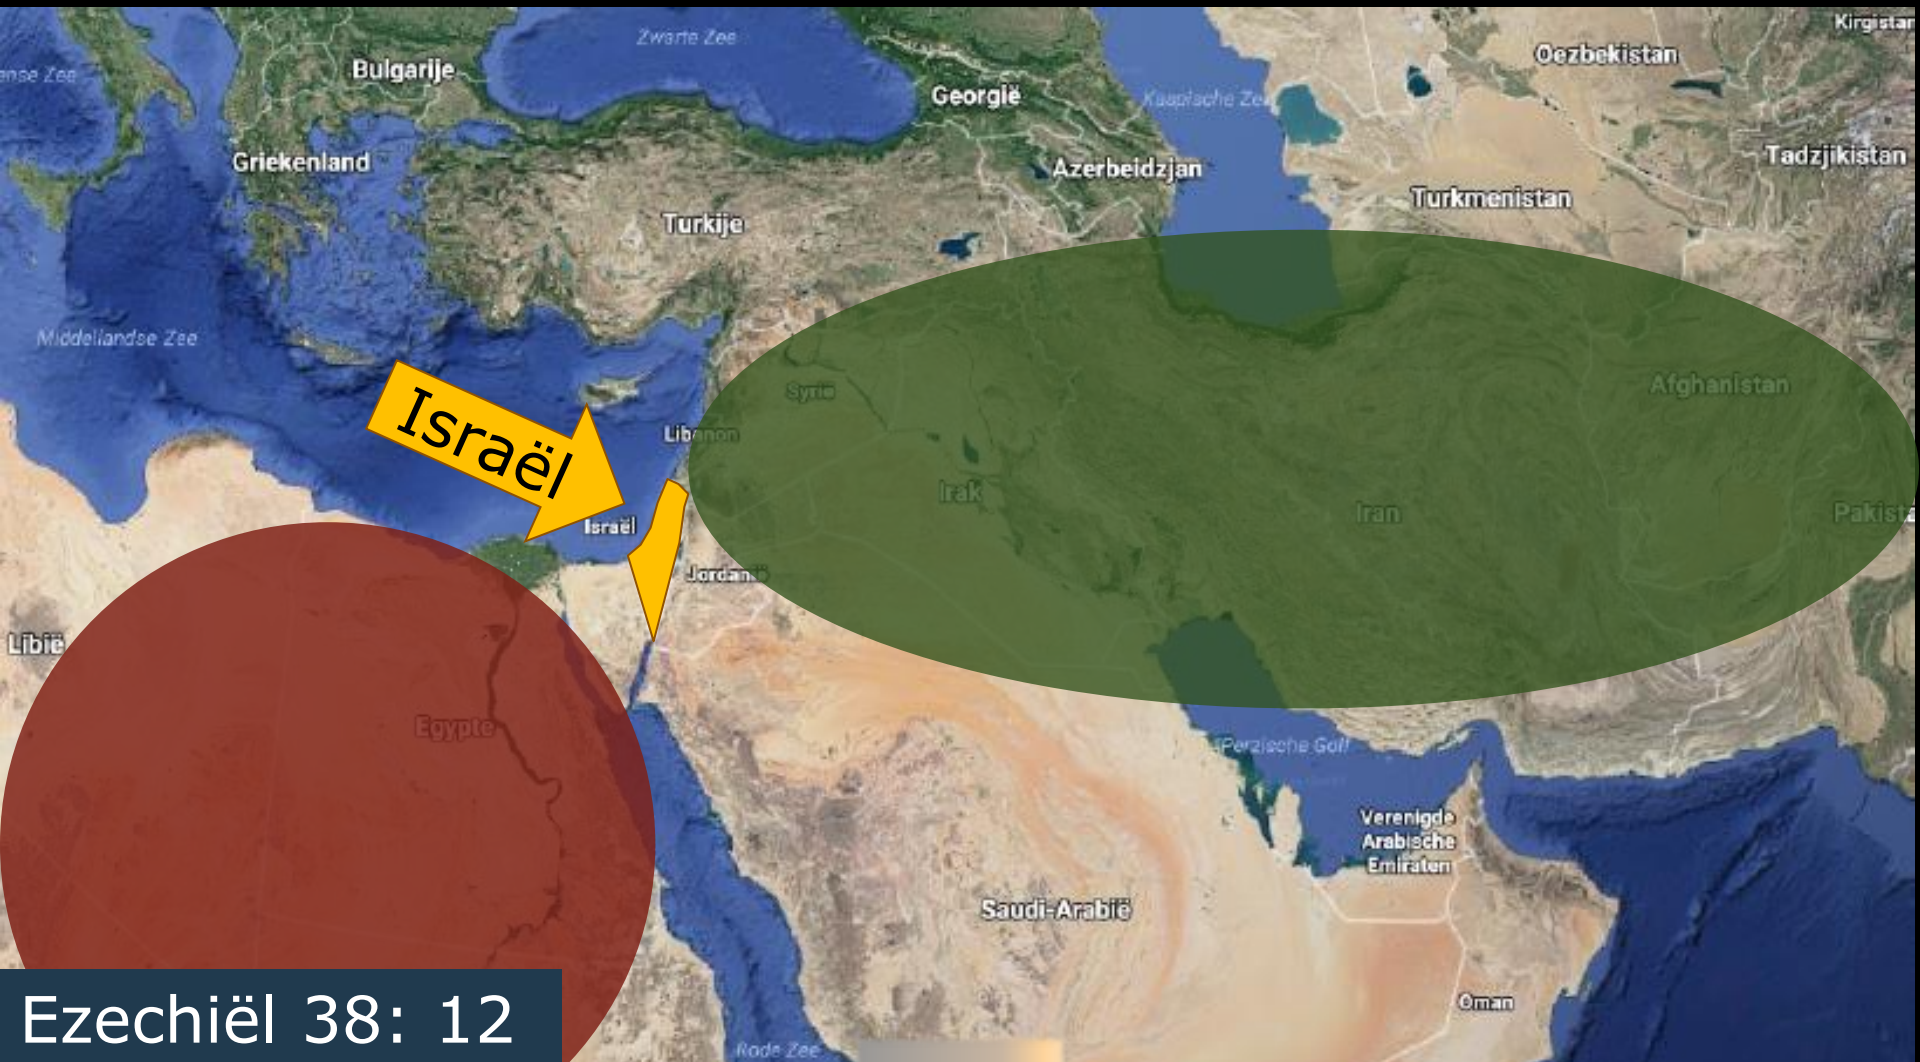 Kirgistan
Zwarte Zee
Oezbekistan
Bulgarije
Georgië
Kaspische Zee
Griekenland
Azerbeidzjan
Tadzjikistan
Turkmenistan
Turkije
Middellandse Zee
Syrië
Afghanistan
Israël
Libanon
Irak
Iran
Pakista
Israël
Jordanië
Libië
Egypte
Perzische Golf
Verenigde
Arabische
Emiraten
Saudi-Arabië
Oman
Ezechiël 38: 12
Rode Zee